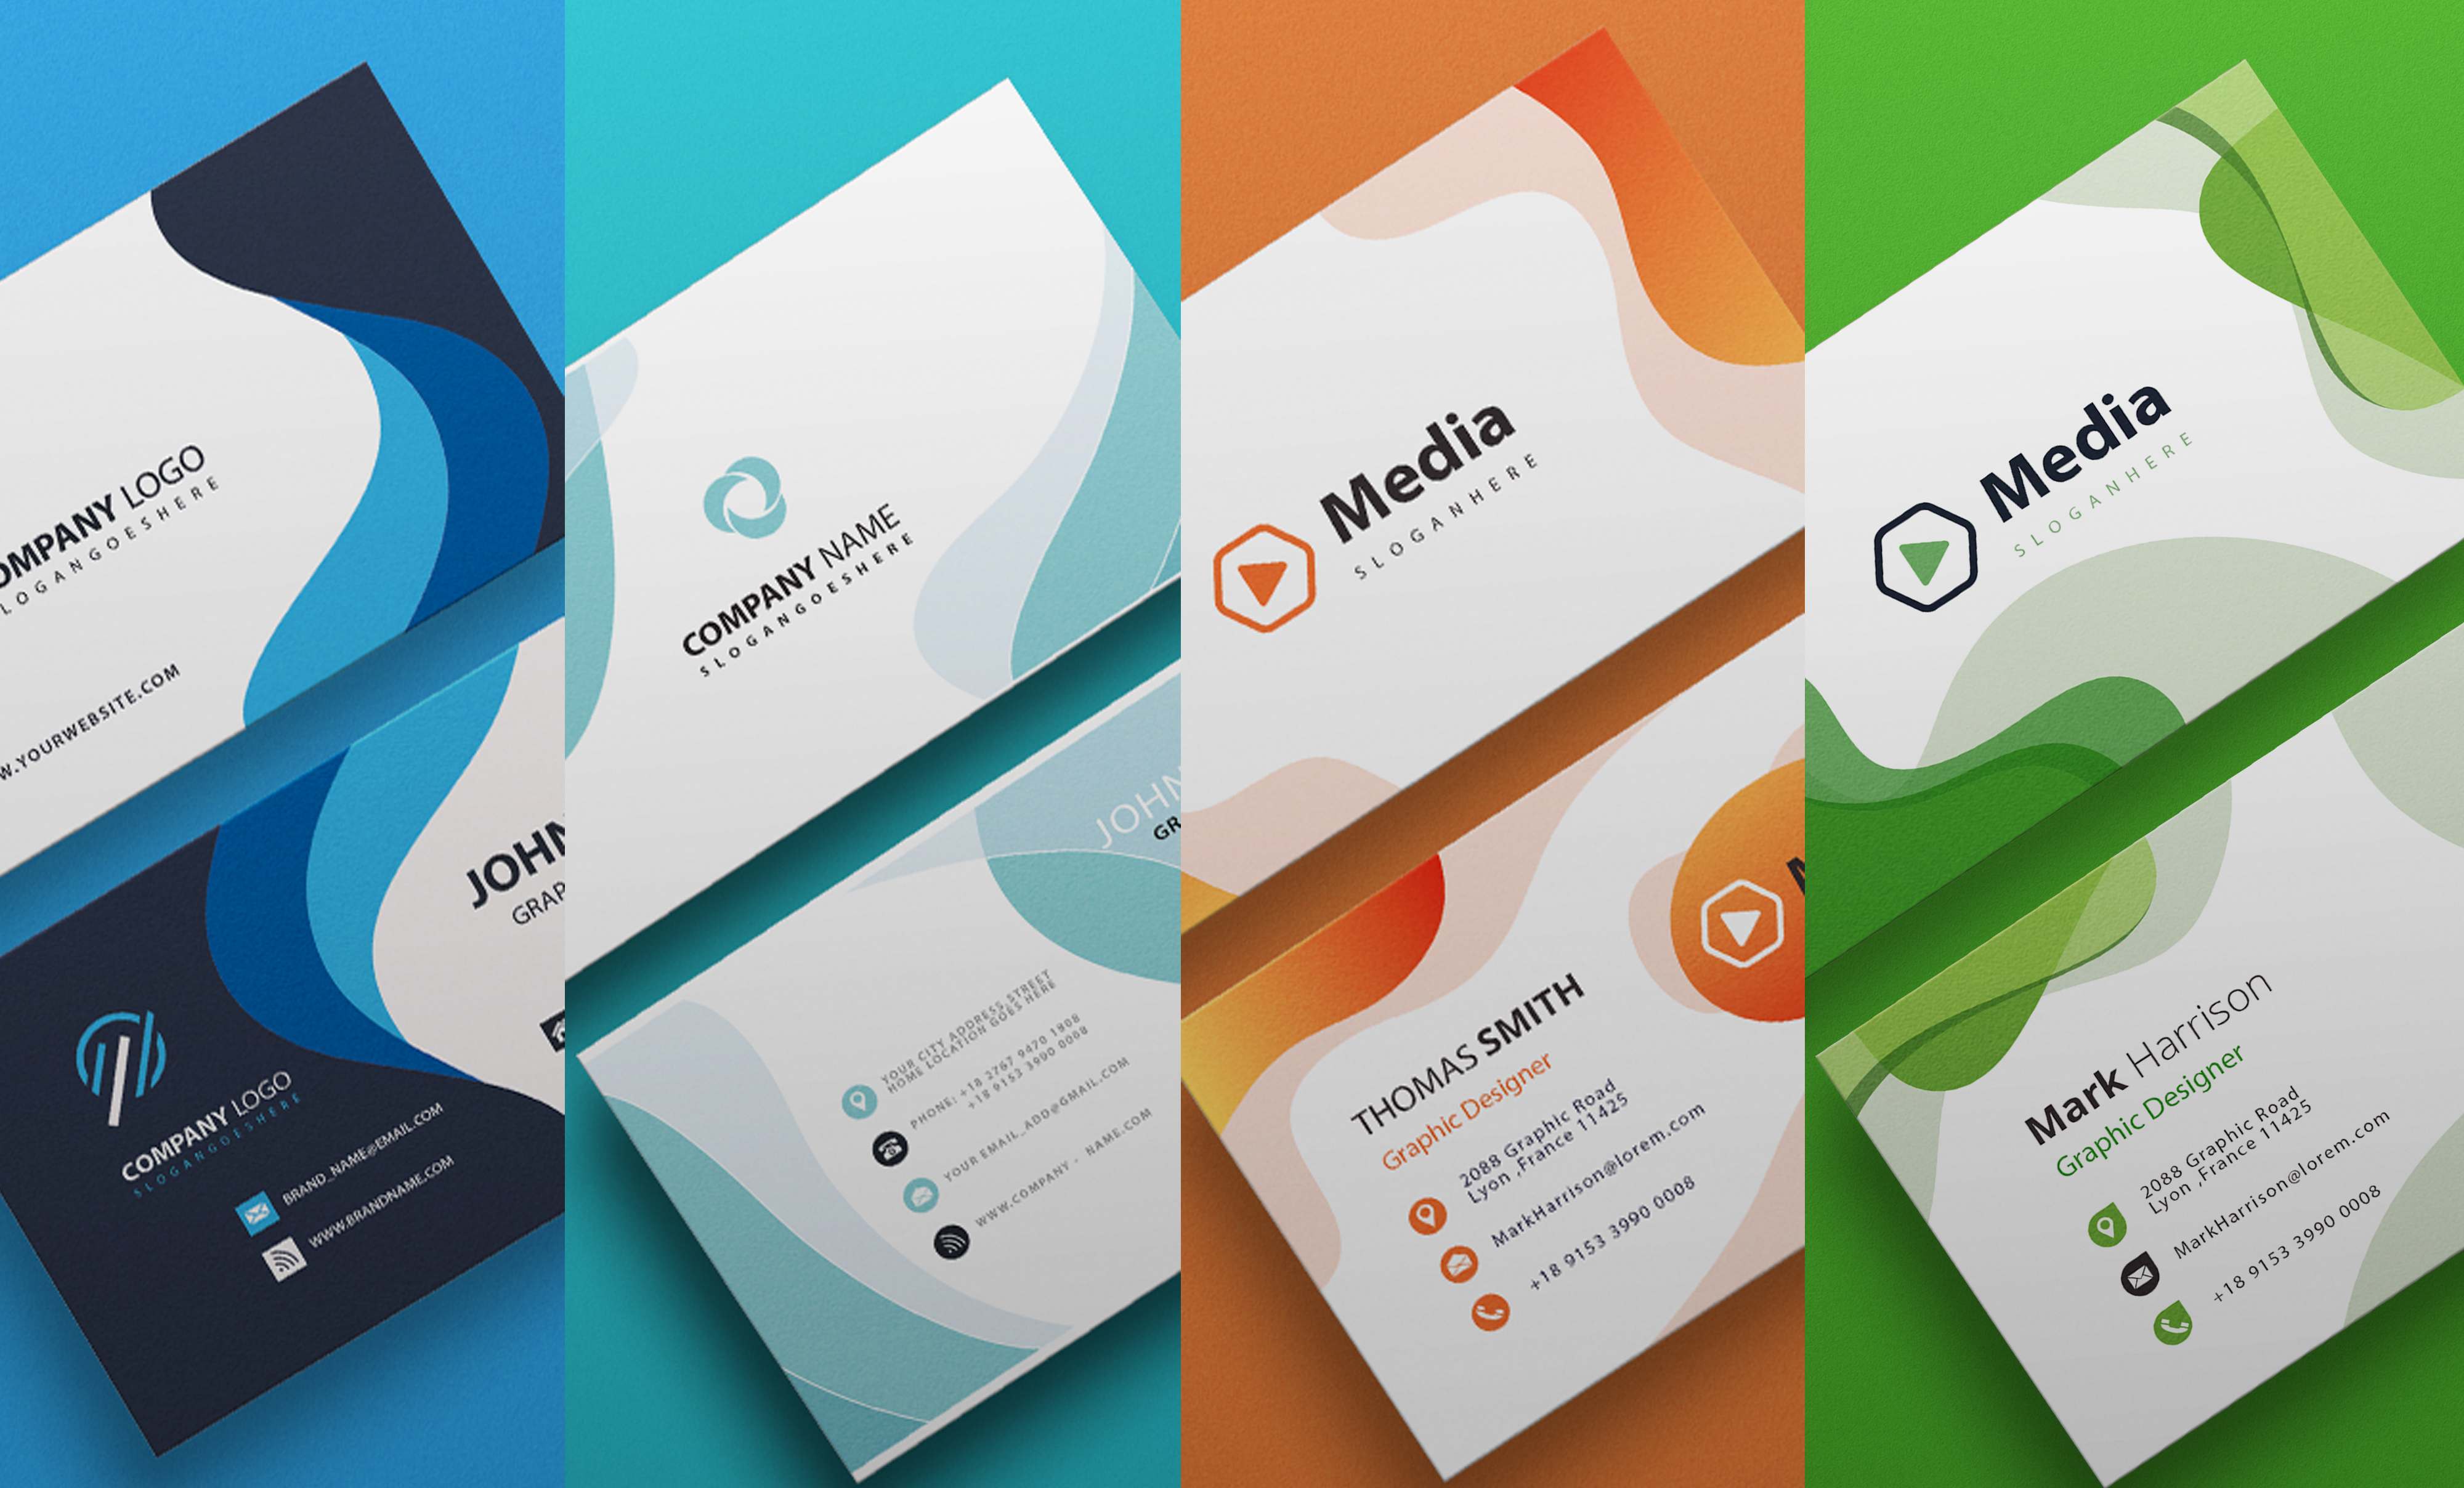 COMPANY LOGO
SLOGANGOESHERE
W.YOURWEBSITE.COM
JOHN
GRAP
COMPANY LOGO
SLOGANGOESHERE
BRAND_NAME@EMAIL.COM
WWW.BRANDNAME.COM
COMPANY NAME
SLOGANGOESHERE
JOHN
GR
YOUR CITY ADDRESS STREET
HOME LOCATION GOES HERE
PHONE: +18 2767 9470 1808
+18 9153 3990 0008
YOUR EMAIL_ADD@GMAIL.COM
WWW.COMPANY - NAME.COM
Media
SLOGANHERE
THOMAS SMITH
Graphic Designer
2088 Graphic Road
Lyon ,France 11425
MarkHarrison@lorem.com
+18 9153 3990 0008
Media
SLOGANHERE
Mark Harrison
Graphic Designer
2088 Graphic Road
Lyon ,France 11425
MarkHarrison@lorem.com
+18 9153 3990 0008